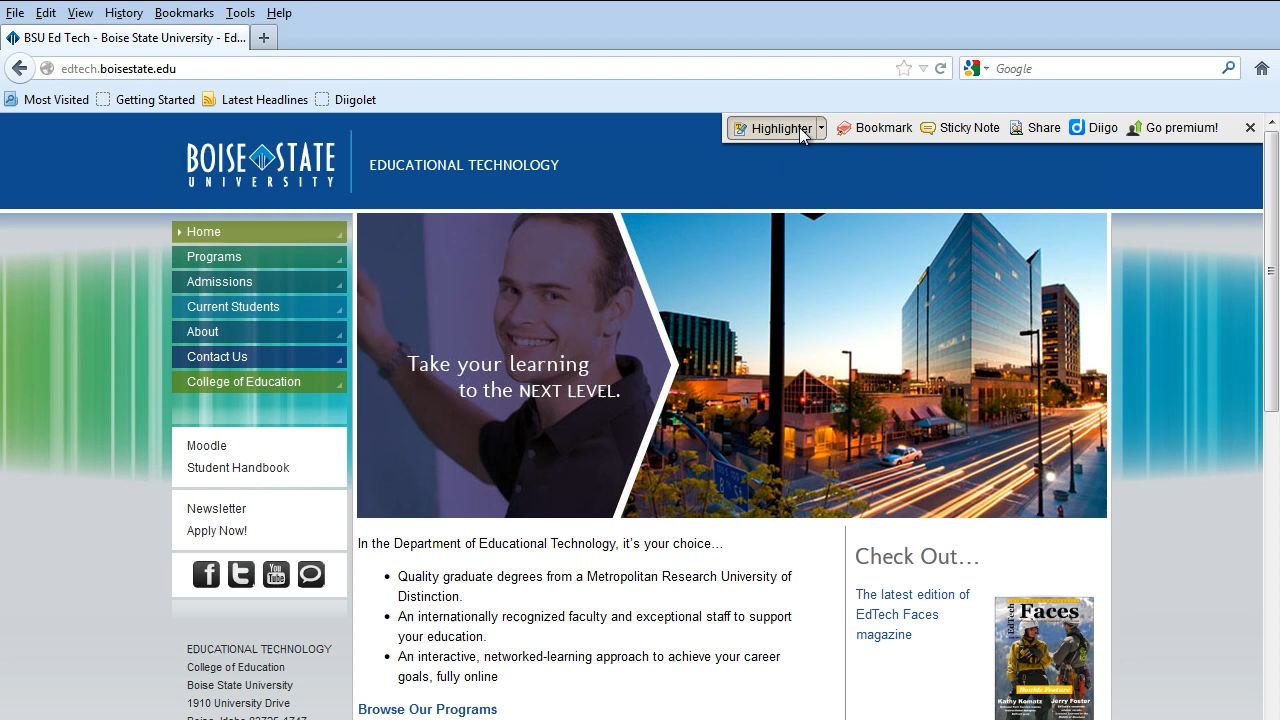 File Edit View History Bookmarks Tools Help
BSU Ed Tech - Boise State University - Ed...
edtech.boisestate.edu
Google
Most Visited Getting Started Latest Headlines Diigolet
Highlighter Bookmark Sticky Note Share Diigo Go premium!
BOISE STATE
UNIVERSITY
EDUCATIONAL TECHNOLOGY
Home
Programs
Admissions
Current Students
About
Contact Us
College of Education
Moodle
Student Handbook
Newsletter
Apply Now!
You
Tube
EDUCATIONAL TECHNOLOGY
College of Education
Boise State University
1910 University Drive
Take your learning
to the NEXT LEVEL.
In the Department of Educational Technology, it's your choice...
Quality graduate degrees from a Metropolitan Research University of
Distinction.
An internationally recognized faculty and exceptional staff to support
your education.
An interactive, networked-learning approach to achieve your career
goals, fully online
Browse Our Programs
Check Out...
The latest edition of
EdTech Faces
magazine
EdTech
Faces
Double Feature
Kathy Komatz
Jerry Foster